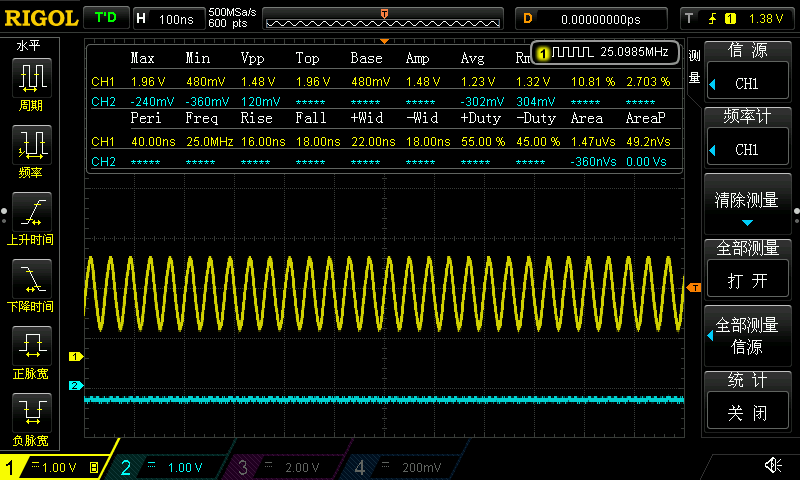 RIGOL T'D H 100ns 500MSa/s 600 pts T D 0.00000000ps T 1 1.38 V
水平
周期
频率
上升时间
下降时间
正脉宽
负脉宽
1 25.0985MHz
Max Min Vpp Top Base Amp Avg Rm
CH1 1.96 V 480mV 1.48 V 1.96 V 480mV 1.48 V 1.23 V 1.32 V 10.81 % 2.703 %
CH2 -240mV -360mV 120mV ***** ***** ***** -302mV 304mV ***** *****
Peri Freq Rise Fall +Wid -Wid +Duty -Duty Area AreaP
CH1 40.00ns 25.0MHz 16.00ns 18.00ns 22.00ns 18.00ns 55.00 % 45.00 % 1.47uVs 49.2nVs
CH2 ***** ***** ***** ***** ***** ***** ***** ***** -360nVs 0.00 Vs
T
1
2
测量
信源
CH1
频率计
CH1
清除测量
全部测量
打开
全部测量
信源
统计
关闭
1 1.00 V B 2 1.00 V 3 2.00 V 4 200mV